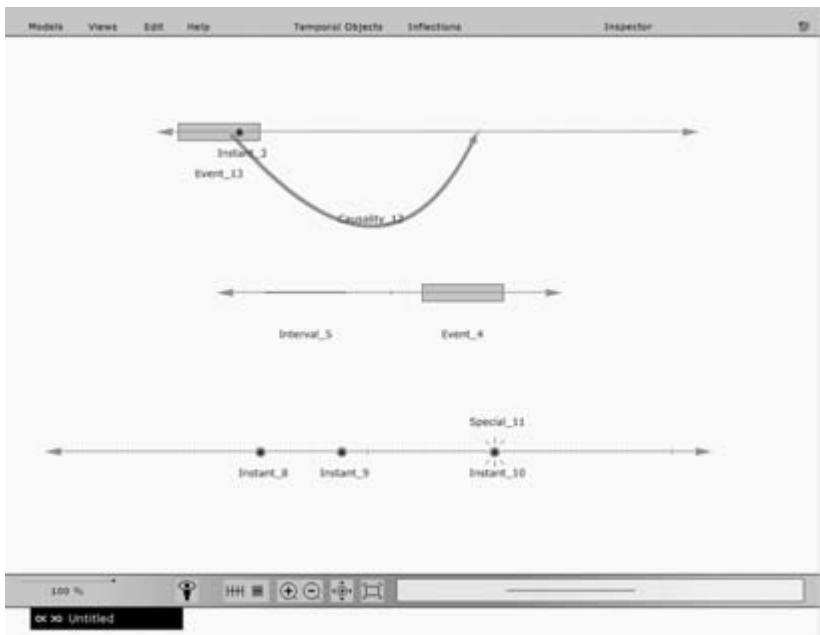 Models Views Edit Help Temporal Objects Inflections Inspector
Instant_3
Event_13
Causality_12
Interval_5 Event_4
Special_11
Instant_8 Instant_9 Instant_10
100 %
Untitled